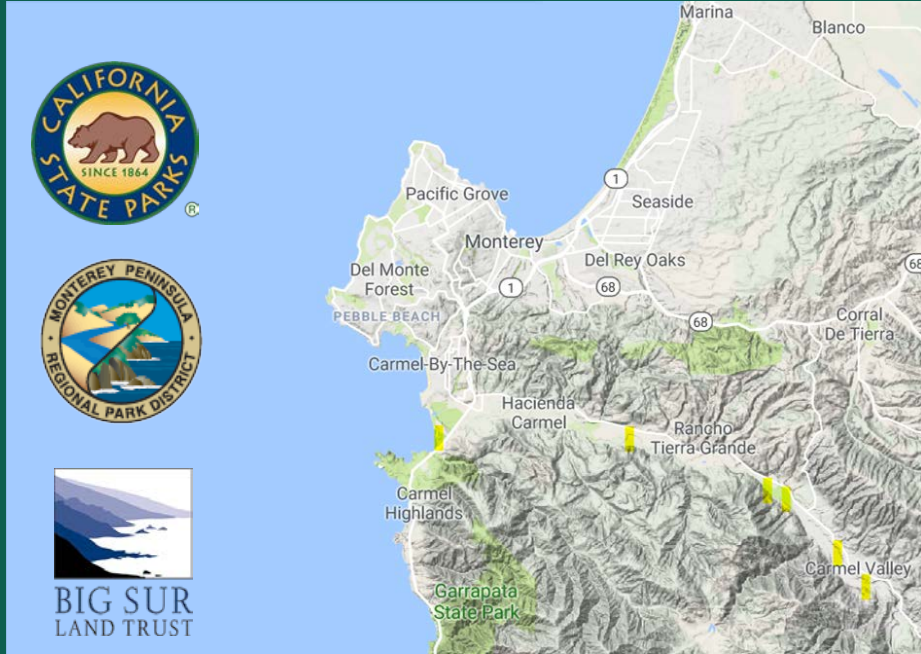 CALIFORNIA
STATE PARKS
SINCE 1864
®
MONTEREY PENINSULA
REGIONAL PARK DISTRICT
BIG SUR
LAND TRUST
Marina
Blanco
1
Pacific Grove
Seaside
Monterey
Del Rey Oaks
68
Del Monte
Forest
1
68
PEBBLE BEACH
68
Corral
De Tierra
Carmel-By-The-Sea
Hacienda
Carmel
Rancho
Tierra Grande
Carmel
Highlands
Carmel Valley
Garrapata
State Park